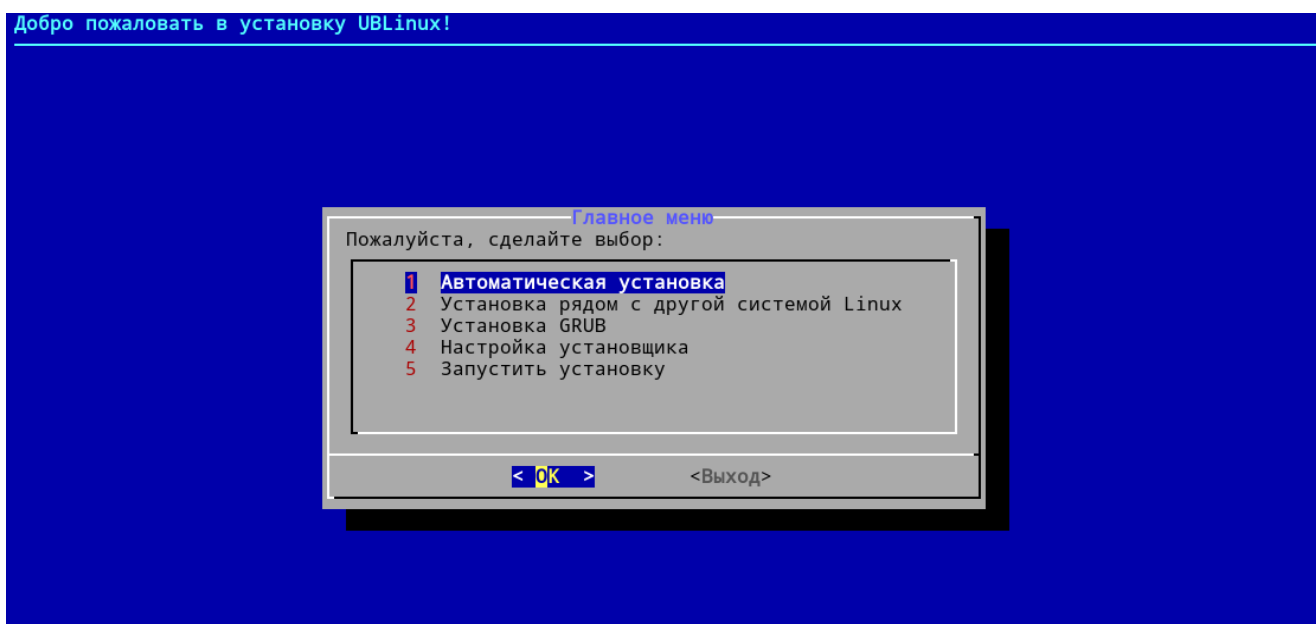 Добро пожаловать в установку UBLinux!
Главное меню
Пожалуйста, сделайте выбор:
1 Автоматическая установка
2 Установка рядом с другой системой Linux
3 Установка GRUB
4 Настройка установщика
5 Запустить установку
< OK > <Выход>